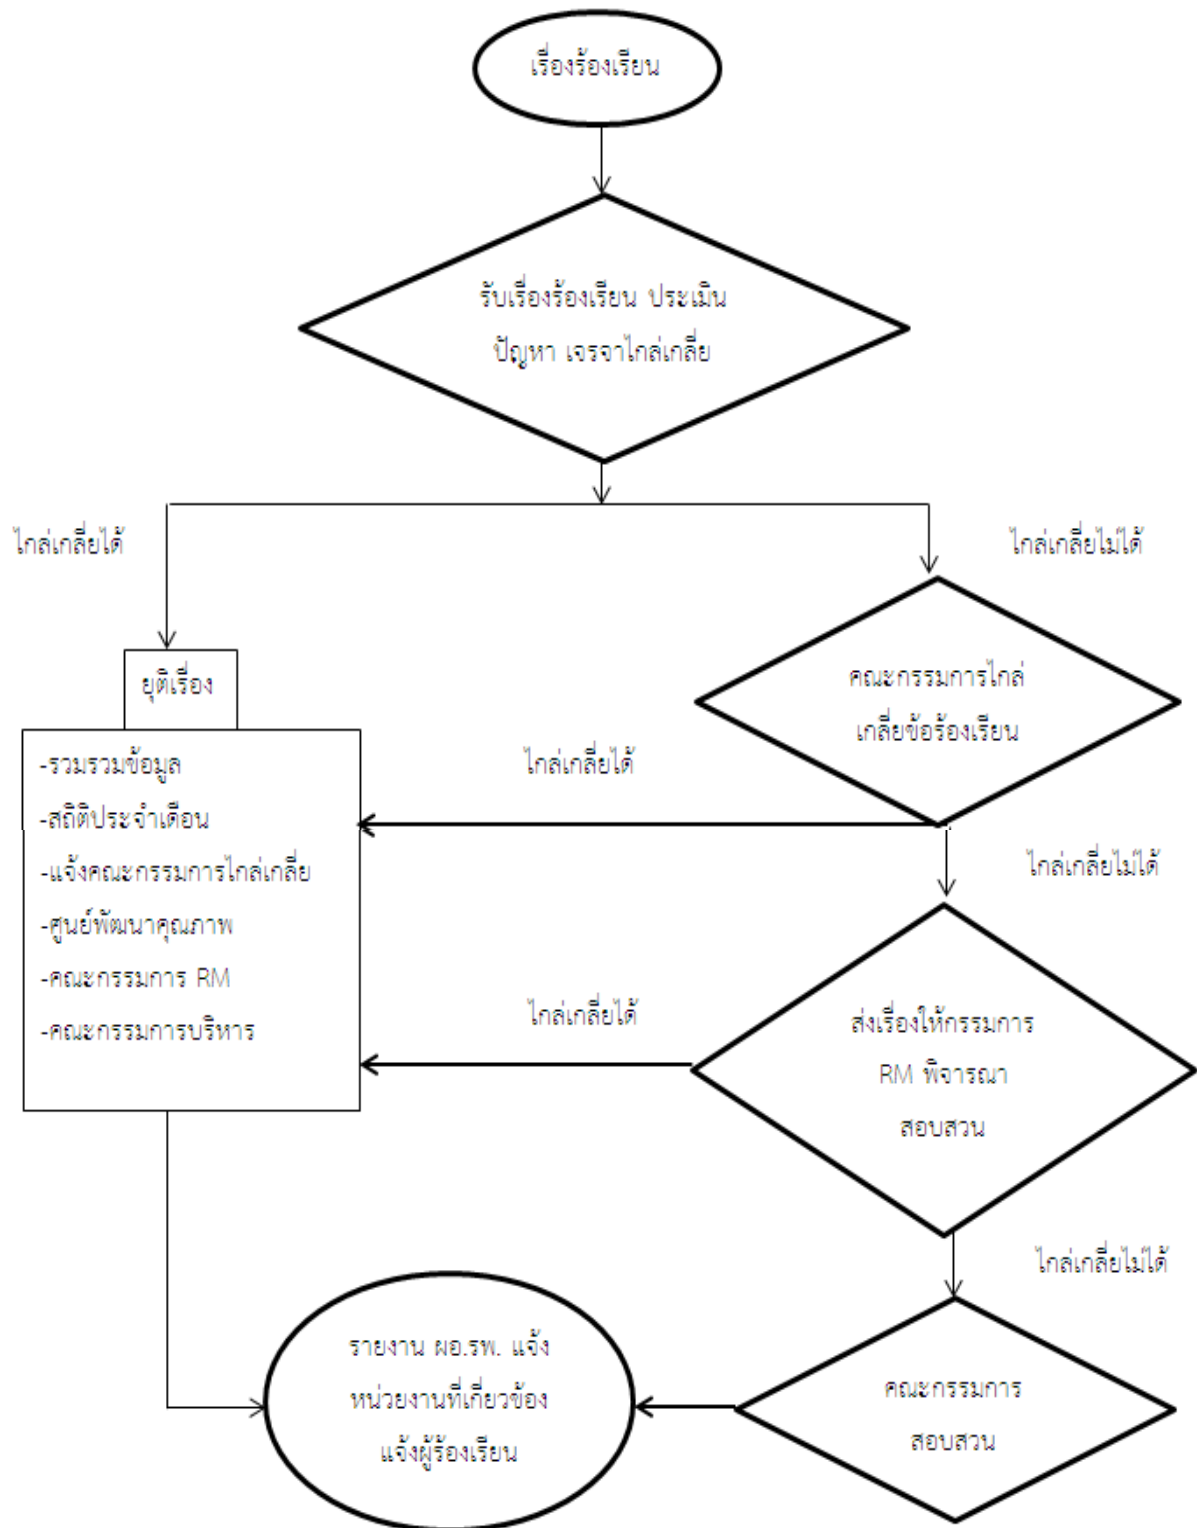 เรื่องร้องเรียน
รับเรื่องร้องเรียน ประเมิน
ปัญหา เจรจาไกล่เกลี่ย
ไกล่เกลี่ยได้
ไกล่เกลี่ยไม่ได้
ยุติเรื่อง
คณะกรรมการไกล่
เกลี่ยข้อร้องเรียน
-รวมรวมข้อมูล
-สถิติประจำเดือน
-แจ้งคณะกรรมการไกล่เกลี่ย
-ศูนย์พัฒนาคุณภาพ
-คณะกรรมการ RM
-คณะกรรมการบริหาร
ไกล่เกลี่ยได้
ไกล่เกลี่ยไม่ได้
ไกล่เกลี่ยได้
ส่งเรื่องให้กรรมการ
RM พิจารณา
สอบสวน
ไกล่เกลี่ยไม่ได้
รายงาน ผอ.รพ. แจ้ง
หน่วยงานที่เกี่ยวข้อง
แจ้งผู้ร้องเรียน
คณะกรรมการ
สอบสวน